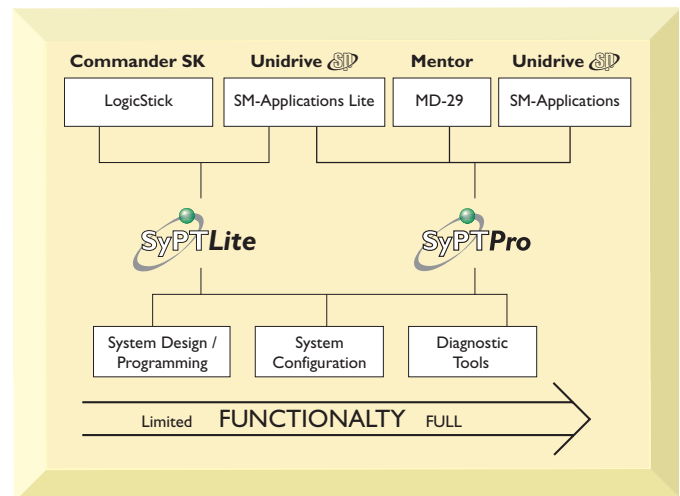 Commander SK
Unidrive SP
Mentor
Unidrive SP
LogicStick
SM-Applications Lite
MD-29
SM-Applications
SyPTLite
SyPTPro
System Design /
Programming
System
Configuration
Diagnostic
Tools
Limited FUNCTIONALTY FULL